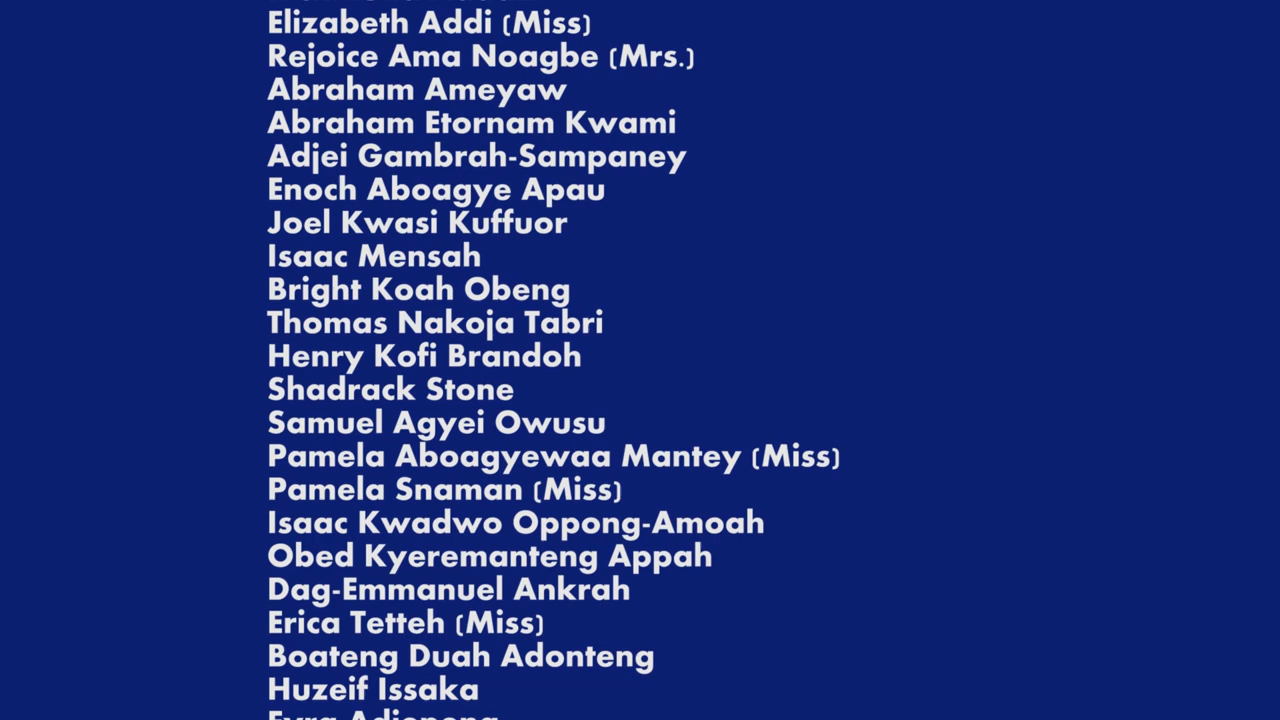 Elizabeth Addi (Miss)
Rejoice Ama Noagbe (Mrs.)
Abraham Ameyaw
Abraham Etornam Kwami
Adjei Gambrah-Sampaney
Enoch Aboagye Apau
Joel Kwasi Kuffuor
Isaac Mensah
Bright Koah Obeng
Thomas Nakoja Tabri
Henry Kofi Brandoh
Shadrack Stone
Samuel Agyei Owusu
Pamela Aboagyewaa Mantey (Miss)
Pamela Snaman (Miss)
Isaac Kwadwo Oppong-Amoah
Obed Kyeremanteng Appah
Dag-Emmanuel Ankrah
Erica Tetteh (Miss)
Boateng Duah Adonteng
Huzeif Issaka